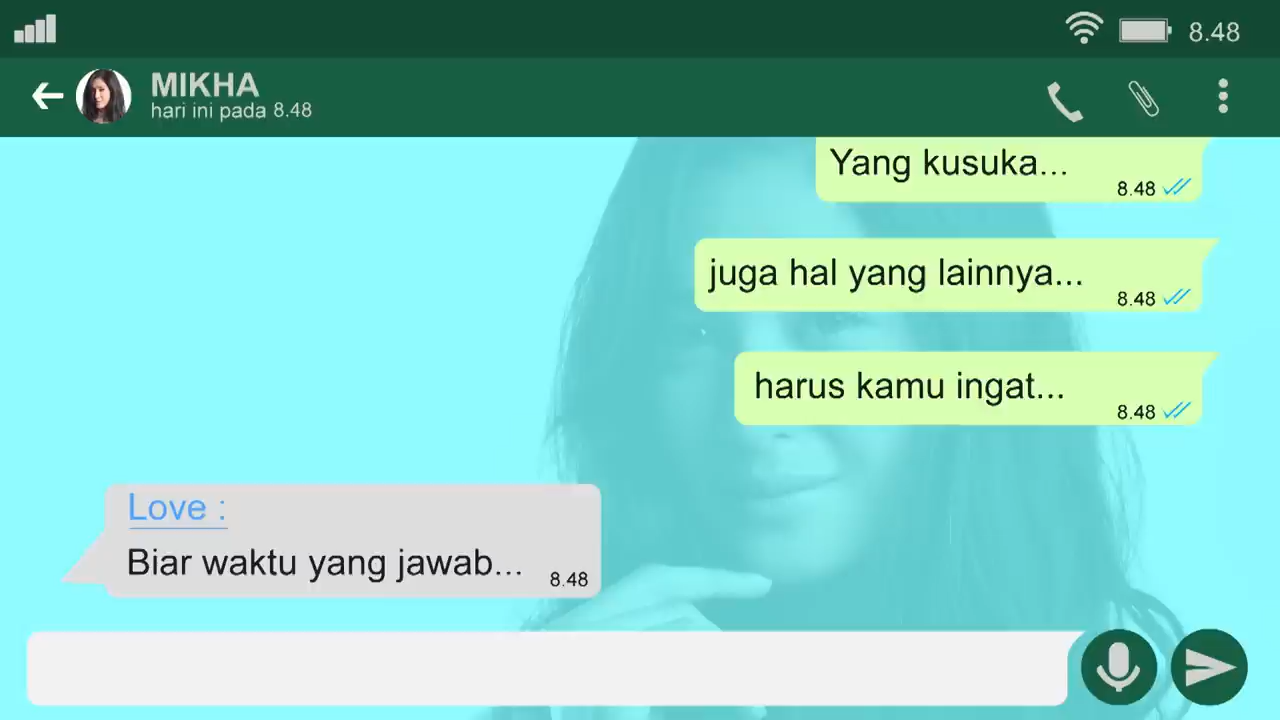 8.48
MIKHA
hari ini pada 8.48
Yang kusuka...
8.48
juga hal yang lainnya...
8.48
harus kamu ingat...
8.48
Love :
Biar waktu yang jawab...
8.48